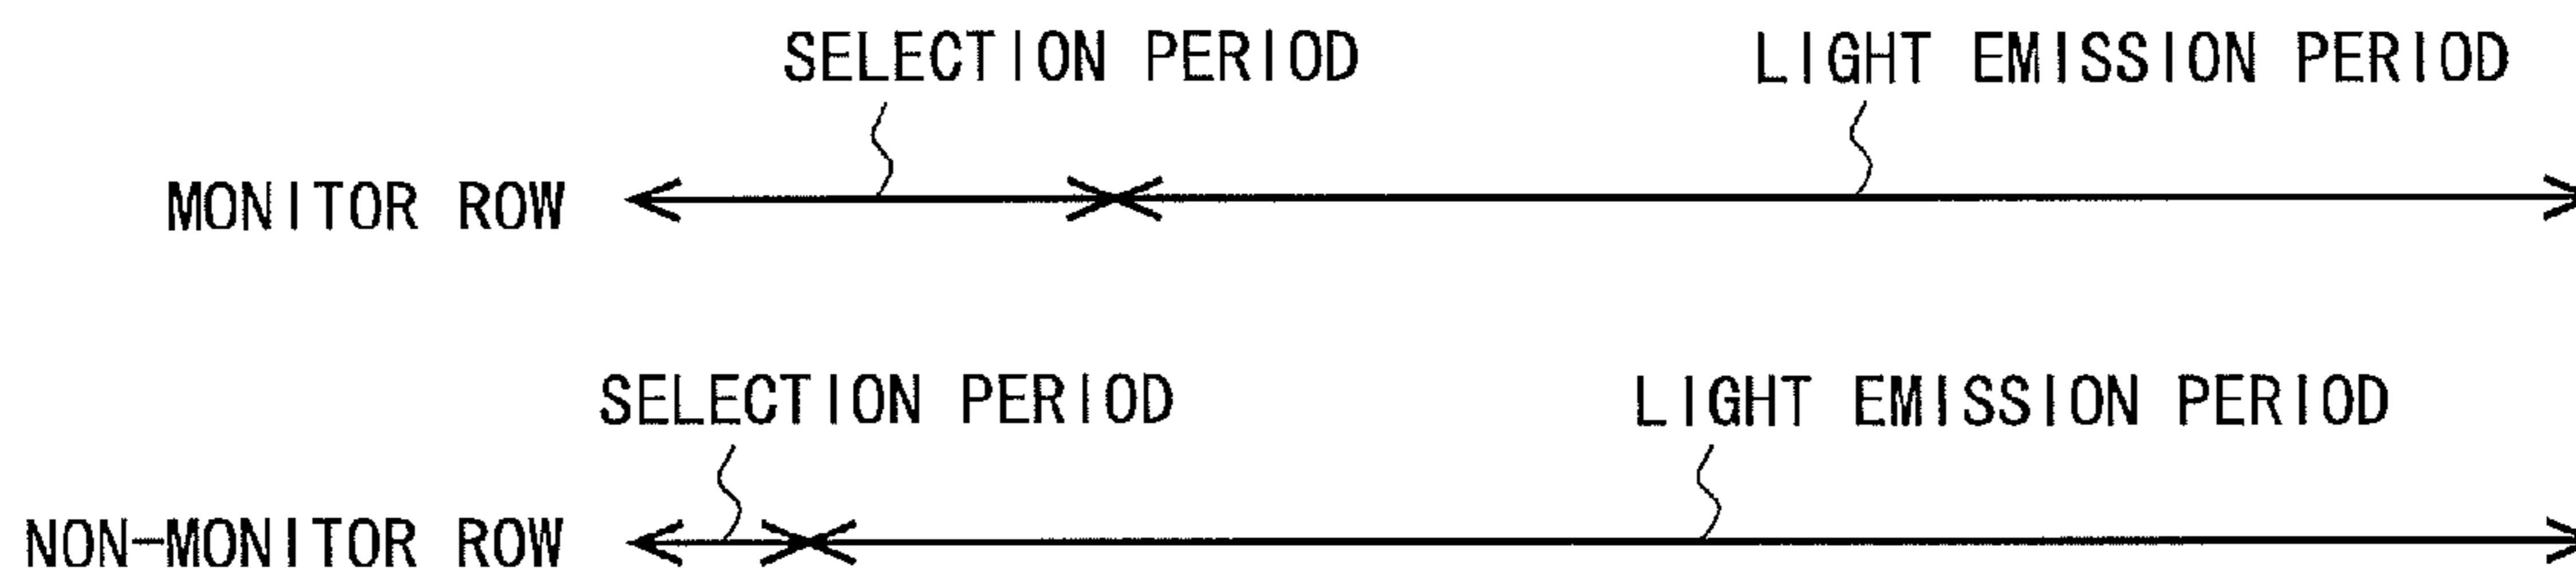 SELECTION PERIOD LIGHT EMISSION PERIOD
MONITOR ROW
SELECTION PERIOD LIGHT EMISSION PERIOD
NON-MONITOR ROW